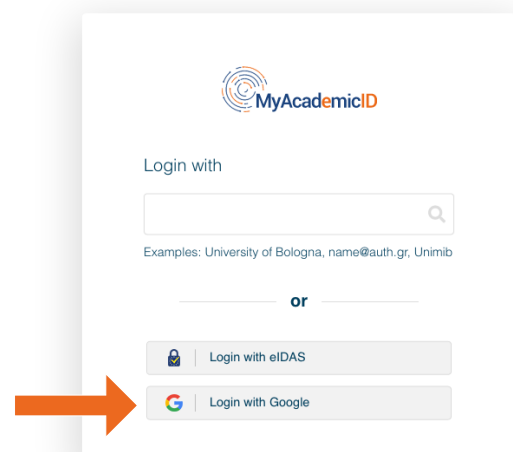 MyAcademicID
Login with
Examples: University of Bologna, name@auth.gr, Unimib
or
Login with eIDAS
Login with Google